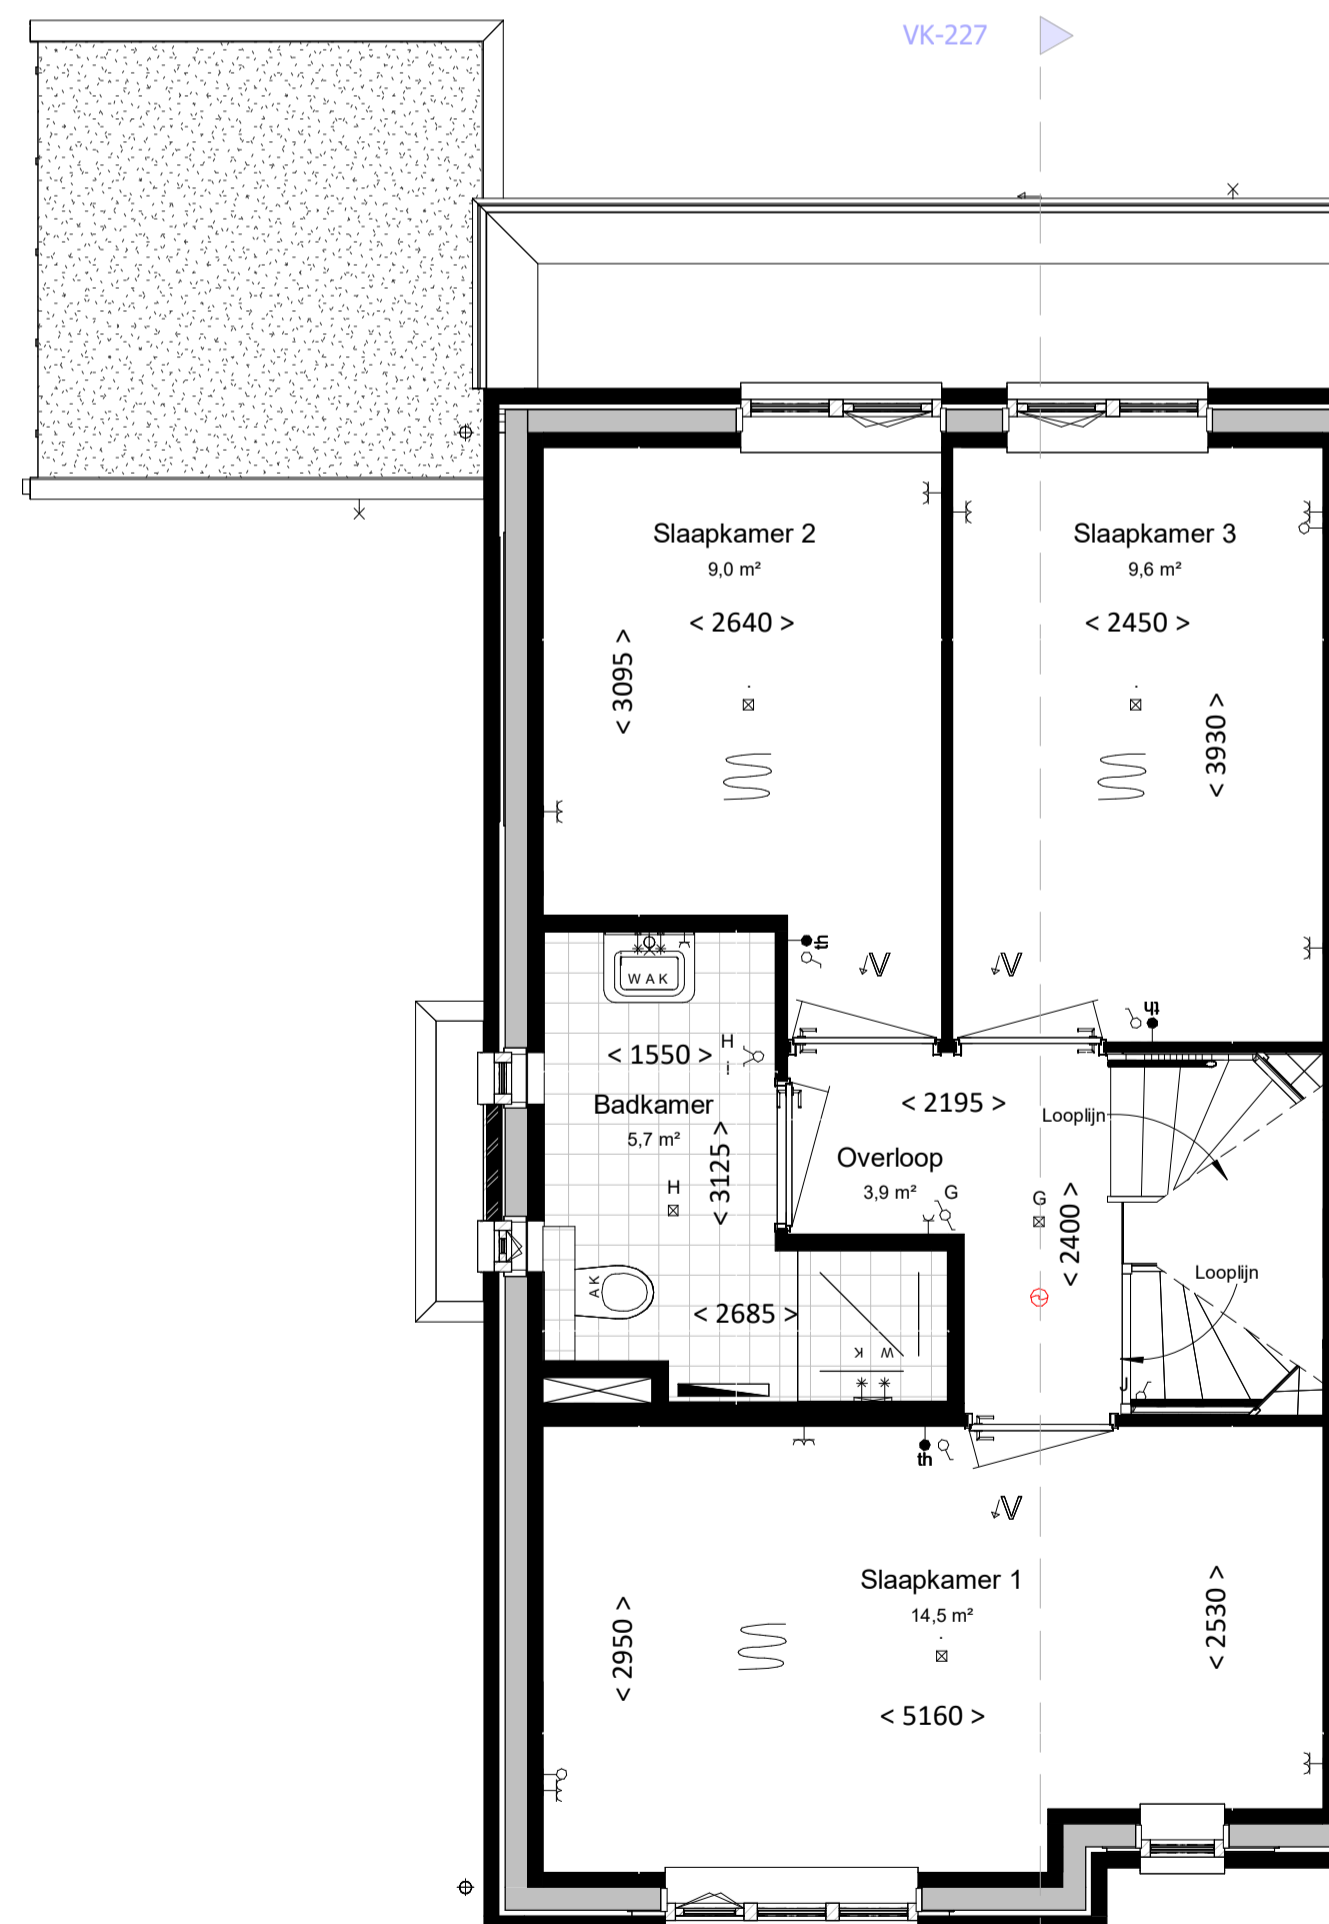 VK-227
Slaapkamer 2
9,0 m²
< 2640 >
< 3095 >
Slaapkamer 3
9,6 m²
< 2450 >
< 3930 >
th
V
V
th
W A K
< 1550 >
H
Badkamer
5,7 m²
< 3125 >
H
< 2195 >
Looplijn
Overloop
3,9 m²
G
G
< 2400 >
Looplijn
A K
< 2685 >
K W
J
th
V
Slaapkamer 1
14,5 m²
< 2950 >
< 2530 >
< 5160 >